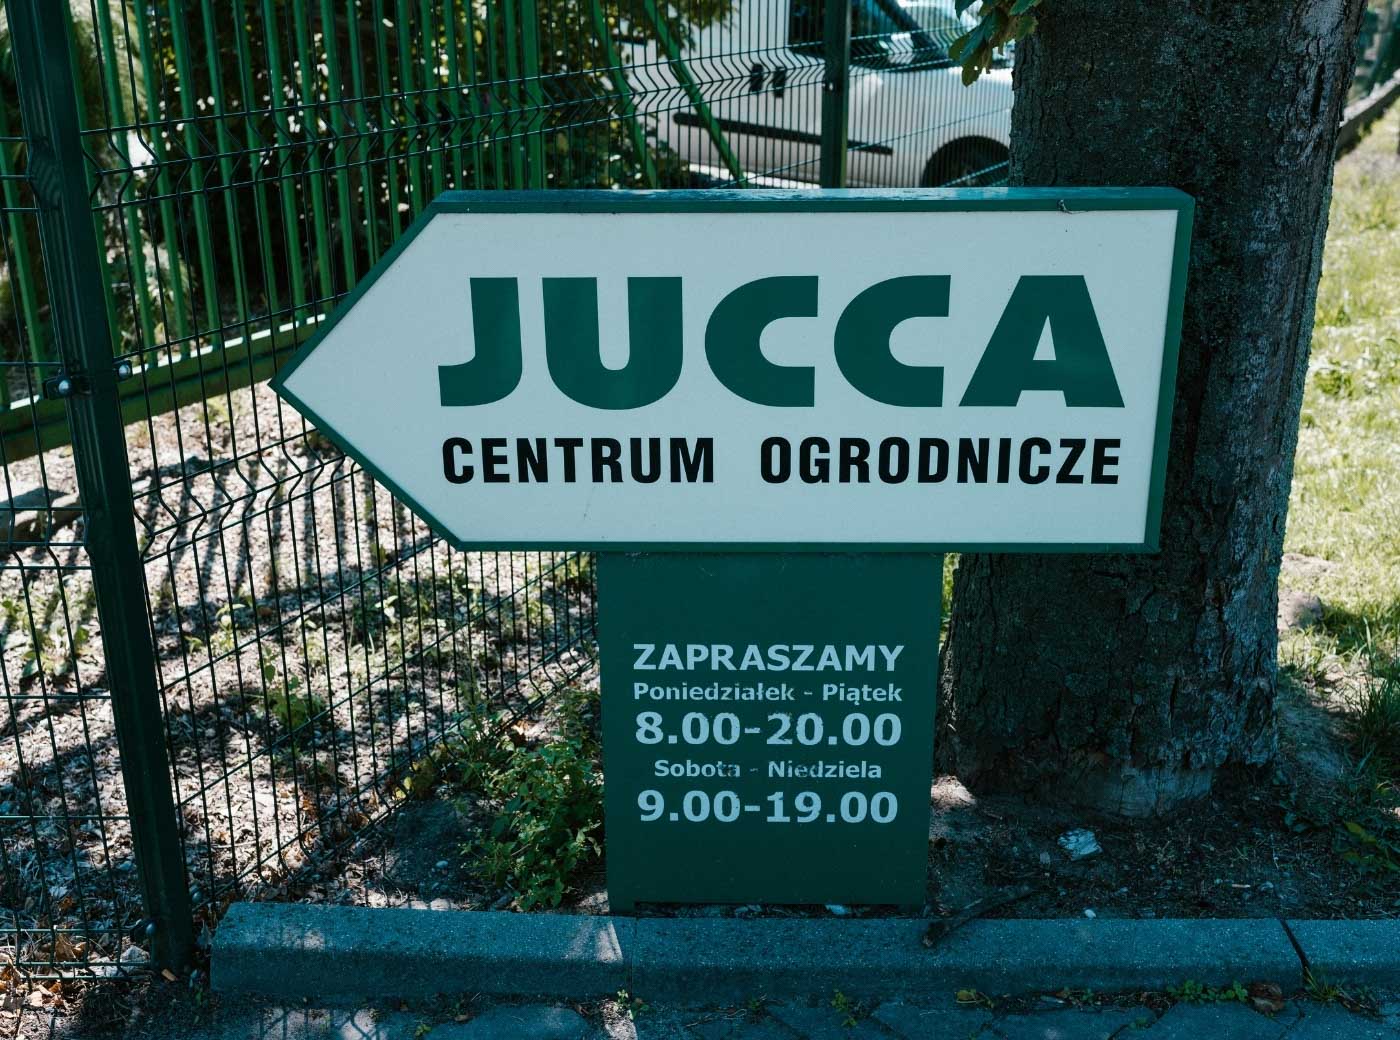 JUCCA
CENTRUM OGRODNICZE
ZAPRASZAMY
Poniedziałek - Piątek
8.00-20.00
Sobota - Niedziela
9.00-19.00